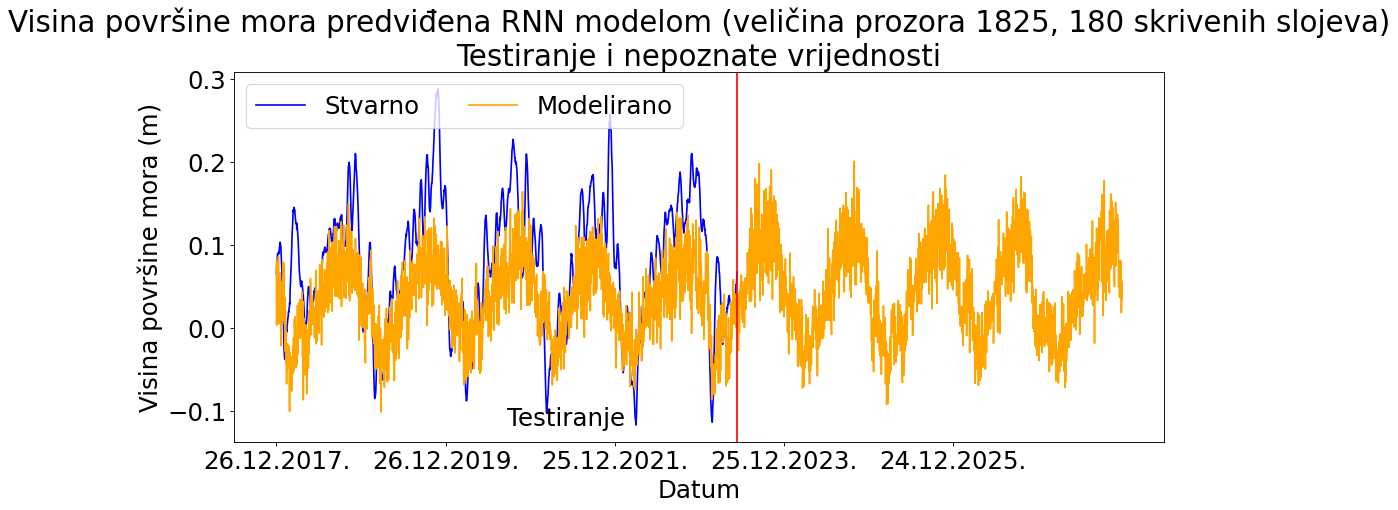 Visina površine mora predviđena RNN modelom (veličina prozora 1825, 180 skrivenih slojeva)
Testiranje i nepoznate vrijednosti
Stvarno
Modelirano
Visina površine mora (m)
0.3
0.2
0.1
0.0
−0.1
Testiranje
26.12.2017.
26.12.2019.
25.12.2021.
25.12.2023.
24.12.2025.
Datum